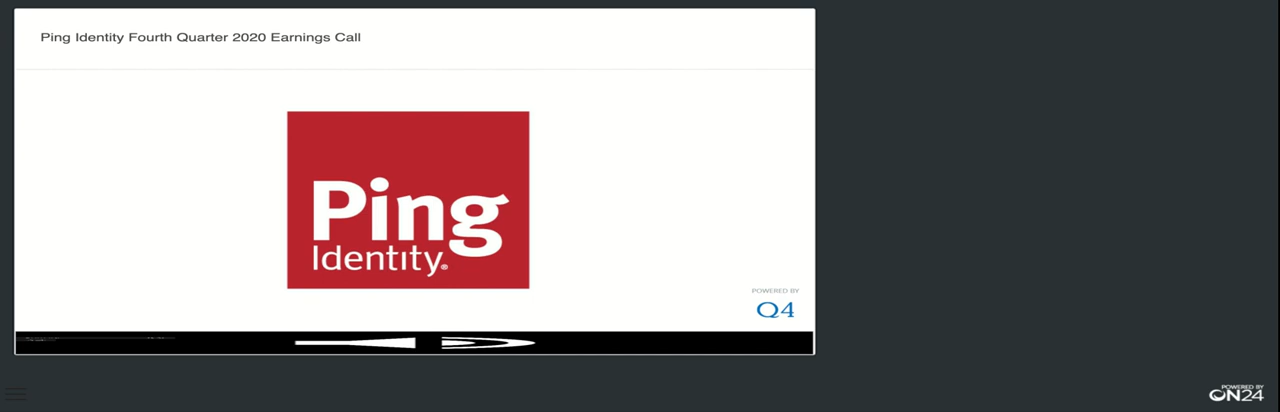 Ping Identity Fourth Quarter 2020 Earnings Call
Ping
Identity®
POWERED BY
Q4
POWERED BY
ON24